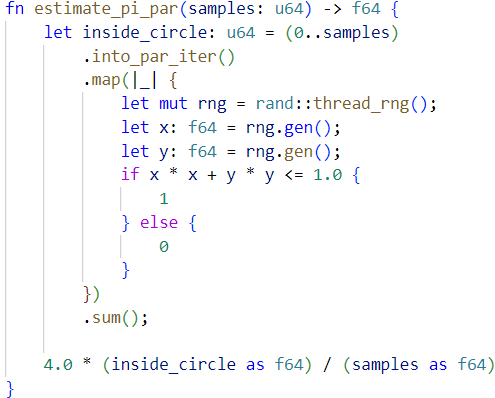 fn estimate_pi_par(samples: u64) -> f64 {
    let inside_circle: u64 = (0..samples)
        .into_par_iter()
        .map(|_| {
            let mut rng = rand::thread_rng();
            let x: f64 = rng.gen();
            let y: f64 = rng.gen();
            if x * x + y * y <= 1.0 {
                1
            } else {
                0
            }
        })
        .sum();

    4.0 * (inside_circle as f64) / (samples as f64)
}